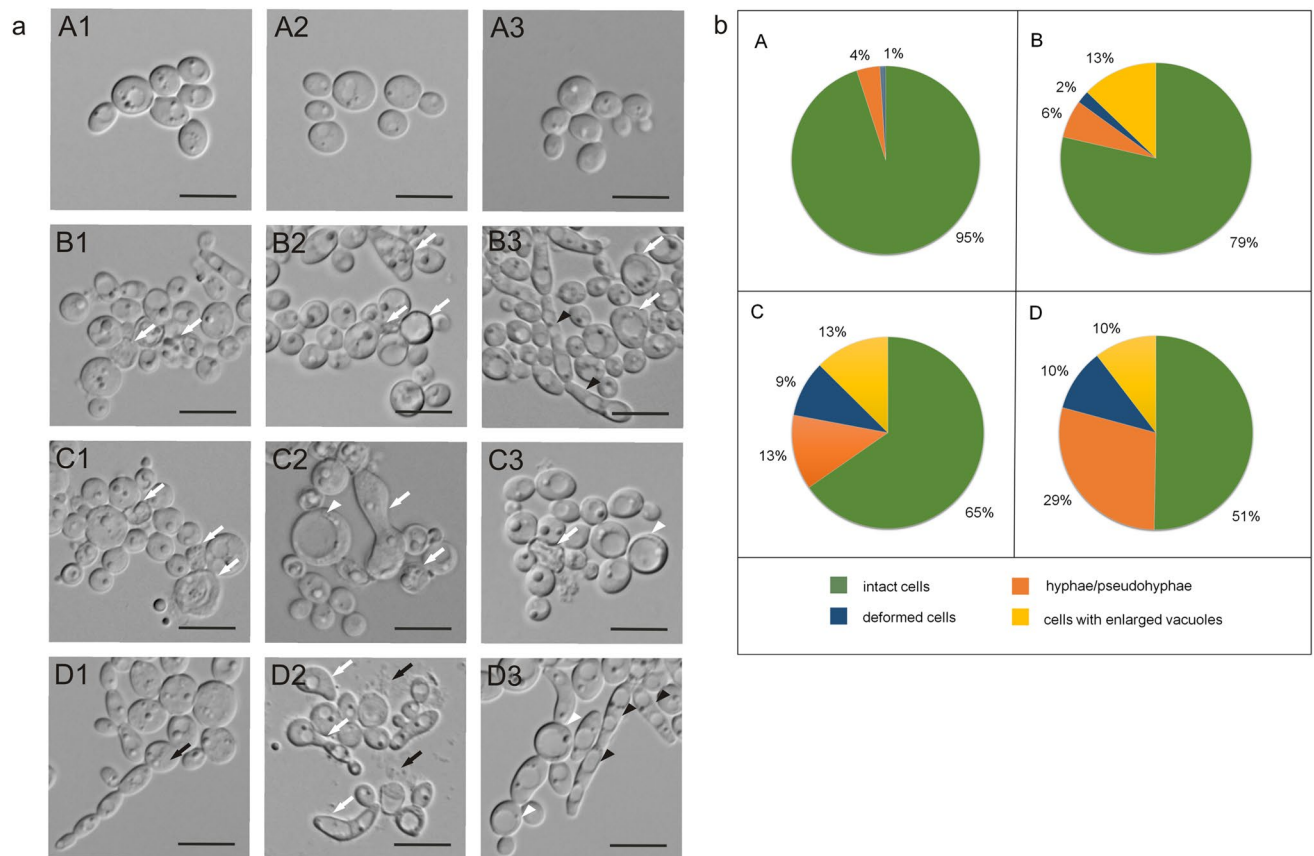 a
A1
A2
A3
B1
B2
B3
C1
C2
C3
D1
D2
D3
b
A
4%
1%
95%
B
13%
2%
6%
79%
C
13%
9%
13%
65%
D
10%
10%
29%
51%
intact cells
hyphae/pseudohyphae
deformed cells
cells with enlarged vacuoles